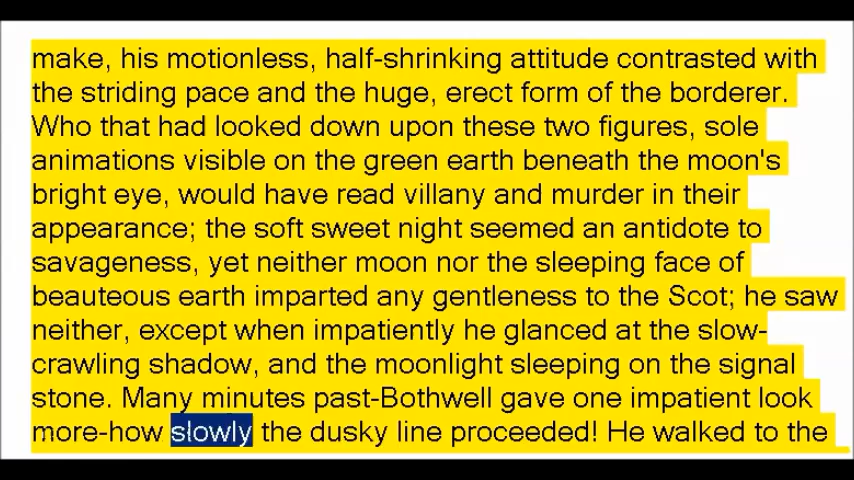 make, his motionless, half-shrinking attitude contrasted with
the striding pace and the huge, erect form of the borderer.
Who that had looked down upon these two figures, sole
animations visible on the green earth beneath the moon's
bright eye, would have read villany and murder in their
appearance; the soft sweet night seemed an antidote to
savageness, yet neither moon nor the sleeping face of
beauteous earth imparted any gentleness to the Scot; he saw
neither, except when impatiently he glanced at the slow-
crawling shadow, and the moonlight sleeping on the signal
stone. Many minutes past-Bothwell gave one impatient look
more-how slowly the dusky line proceeded! He walked to the